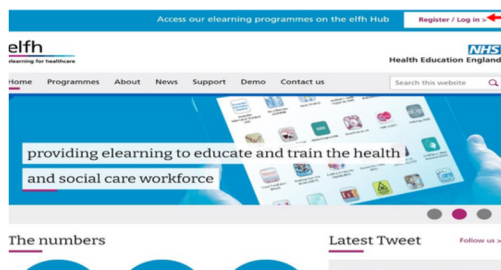 Access our elearning programmes on the elfh Hub
Register / Log in >
elfh
elearning for healthcare
NHS
Health Education England
Home Programmes About News Support Demo Contact us
Search this website
providing elearning to educate and train the health
and social care workforce
The numbers
Latest Tweet
Follow us >